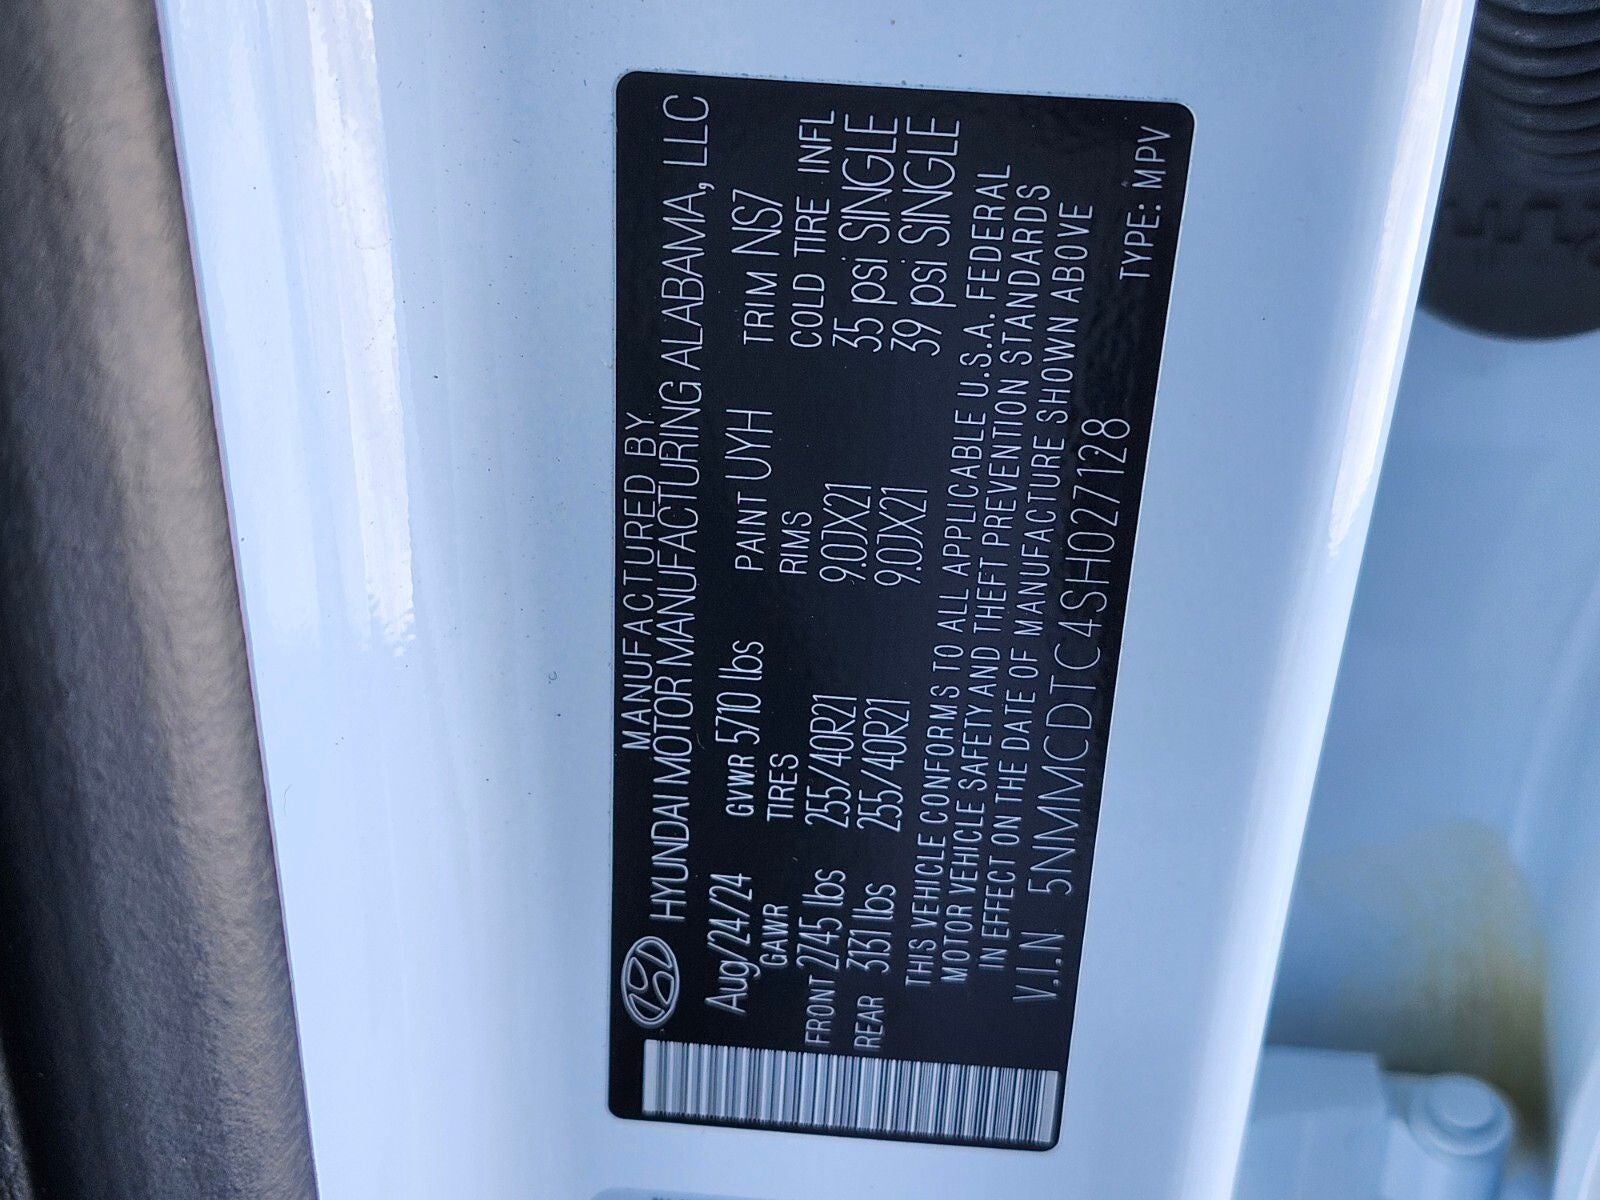 MANUFACTURED BY
HYUNDAI MOTOR MANUFACTURING ALABAMA, LLC
Aug/24/24 GVWR 5710 lbs PAINT UYH TRIM NS7
GAWR TIRES RIMS COLD TIRE INFL
FRONT 2745 lbs 255/40R21 9.0JX21 35 psi SINGLE
REAR 3131 lbs 255/40R21 9.0JX21 39 psi SINGLE
THIS VEHICLE CONFORMS TO ALL APPLICABLE U.S.A. FEDERAL
MOTOR VEHICLE SAFETY AND THEFT PREVENTION STANDARDS
IN EFFECT ON THE DATE OF MANUFACTURE SHOWN ABOVE
V.I.N 5NMMCDTC4SH027128
TYPE: MPV